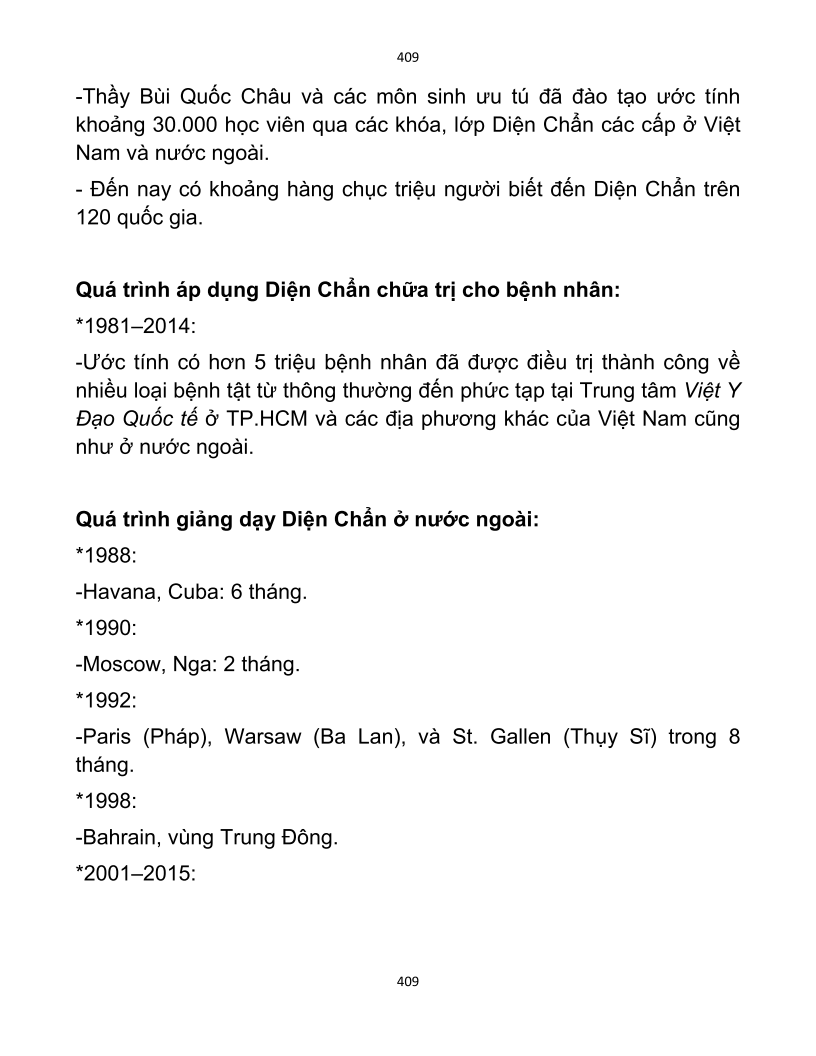 409
-Thầy Bùi Quốc Châu và các môn sinh ưu tú đã đào tạo ước tính
khoảng 30.000 học viên qua các khóa, lớp Diện Chẩn các cấp ở Việt
Nam và nước ngoài.
- Đến nay có khoảng hàng chục triệu người biết đến Diện Chẩn trên
120 quốc gia.
Quá trình áp dụng Diện Chẩn chữa trị cho bệnh nhân:
*1981–2014:
-Ước tính có hơn 5 triệu bệnh nhân đã được điều trị thành công về
nhiều loại bệnh tật từ thông thường đến phức tạp tại Trung tâm Việt Y
Đạo Quốc tế ở TP.HCM và các địa phương khác của Việt Nam cũng
như ở nước ngoài.
Quá trình giảng dạy Diện Chẩn ở nước ngoài:
*1988:
-Havana, Cuba: 6 tháng.
*1990:
-Moscow, Nga: 2 tháng.
*1992:
-Paris (Pháp), Warsaw (Ba Lan), và St. Gallen (Thụy Sĩ) trong 8
tháng.
*1998:
-Bahrain, vùng Trung Đông.
*2001–2015:
409